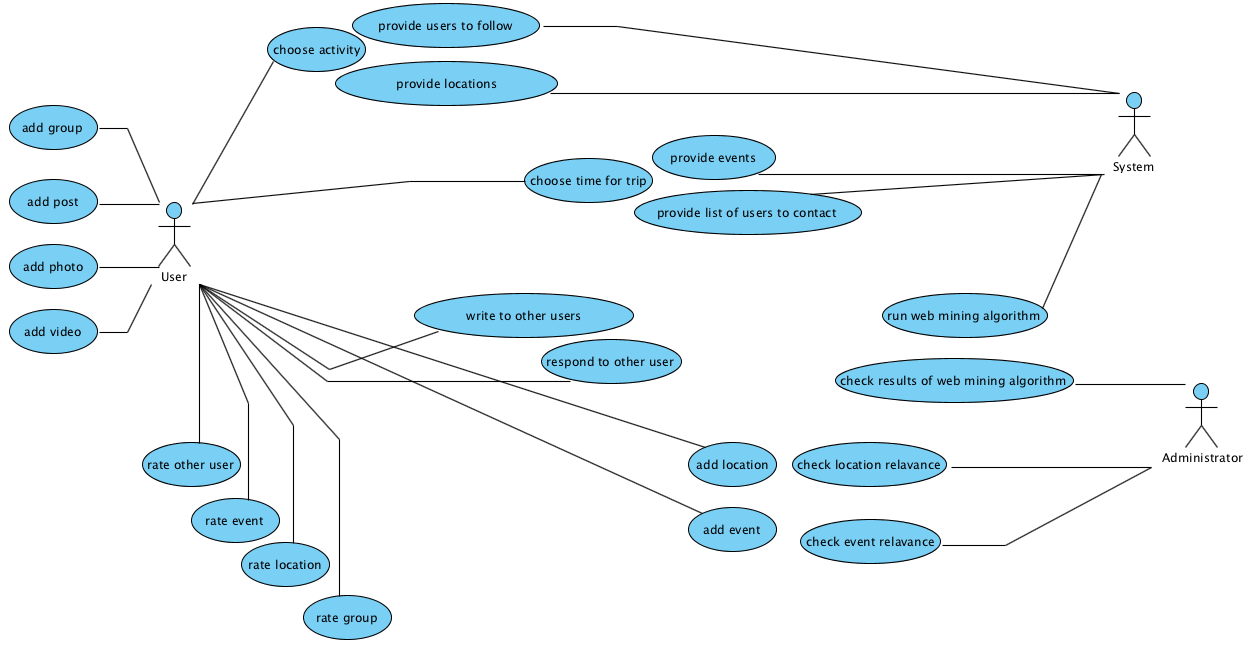 provide users to follow
choose activity
provide locations
add group
provide events
System
choose time for trip
add post
provide list of users to contact
add photo
User
write to other users
run web mining algorithm
add video
respond to other user
check results of web mining algorithm
Administrator
rate other user
add location
check location relavance
rate event
add event
check event relavance
rate location
rate group